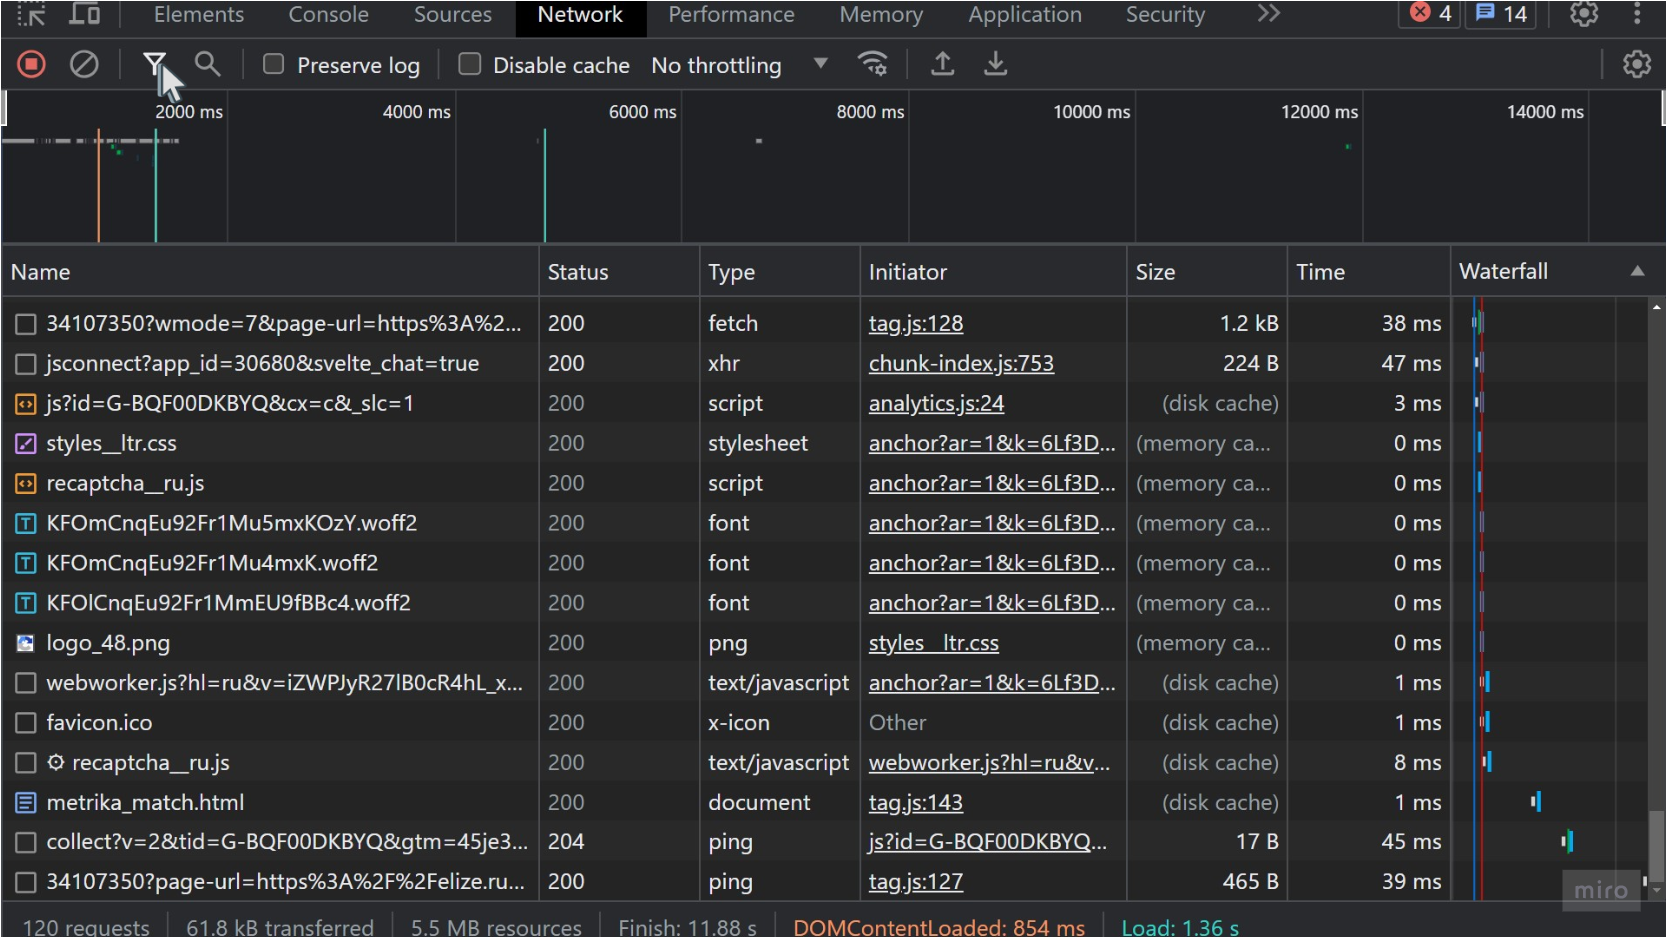 Elements Console Sources Network Performance Memory Application Security 4 14
Preserve log Disable cache No throttling
2000 ms 4000 ms 6000 ms 8000 ms 10000 ms 12000 ms 14000 ms
Name Status Type Initiator Size Time Waterfall
34107350?wmode=7&page-url=https%3A%2... 200 fetch tag.js:128 1.2 kB 38 ms
jsconnect?app_id=30680&svelte_chat=true 200 xhr chunk-index.js:753 224 B 47 ms
js?id=G-BQF00DKBYQ&cx=c&_slc=1 200 script analytics.js:24 (disk cache) 3 ms
styles__ltr.css 200 stylesheet anchor?ar=1&k=6Lf3D... (memory ca... 0 ms
recaptcha__ru.js 200 script anchor?ar=1&k=6Lf3D... (memory ca... 0 ms
KFOmCnqEu92Fr1Mu5mxKOzY.woff2 200 font anchor?ar=1&k=6Lf3D... (memory ca... 0 ms
KFOmCnqEu92Fr1Mu4mxK.woff2 200 font anchor?ar=1&k=6Lf3D... (memory ca... 0 ms
KFOlCnqEu92Fr1MmEU9fBBc4.woff2 200 font anchor?ar=1&k=6Lf3D... (memory ca... 0 ms
logo_48.png 200 png styles__ltr.css (memory ca... 0 ms
webworker.js?hl=ru&v=iZWPJyR27lB0cR4hL_x... 200 text/javascript anchor?ar=1&k=6Lf3D... (disk cache) 1 ms
favicon.ico 200 x-icon Other (disk cache) 1 ms
recaptcha__ru.js 200 text/javascript webworker.js?hl=ru&v... (disk cache) 8 ms
metrika_match.html 200 document tag.js:143 (disk cache) 1 ms
collect?v=2&tid=G-BQF00DKBYQ&gtm=45je3... 204 ping js?id=G-BQF00DKBYQ... 17 B 45 ms
34107350?page-url=https%3A%2F%2Felize.ru... 200 ping tag.js:127 465 B 39 ms
miro
120 requests 61.8 kB transferred 5.5 MB resources Finish: 11.88 s DOMContentLoaded: 854 ms Load: 1.36 s